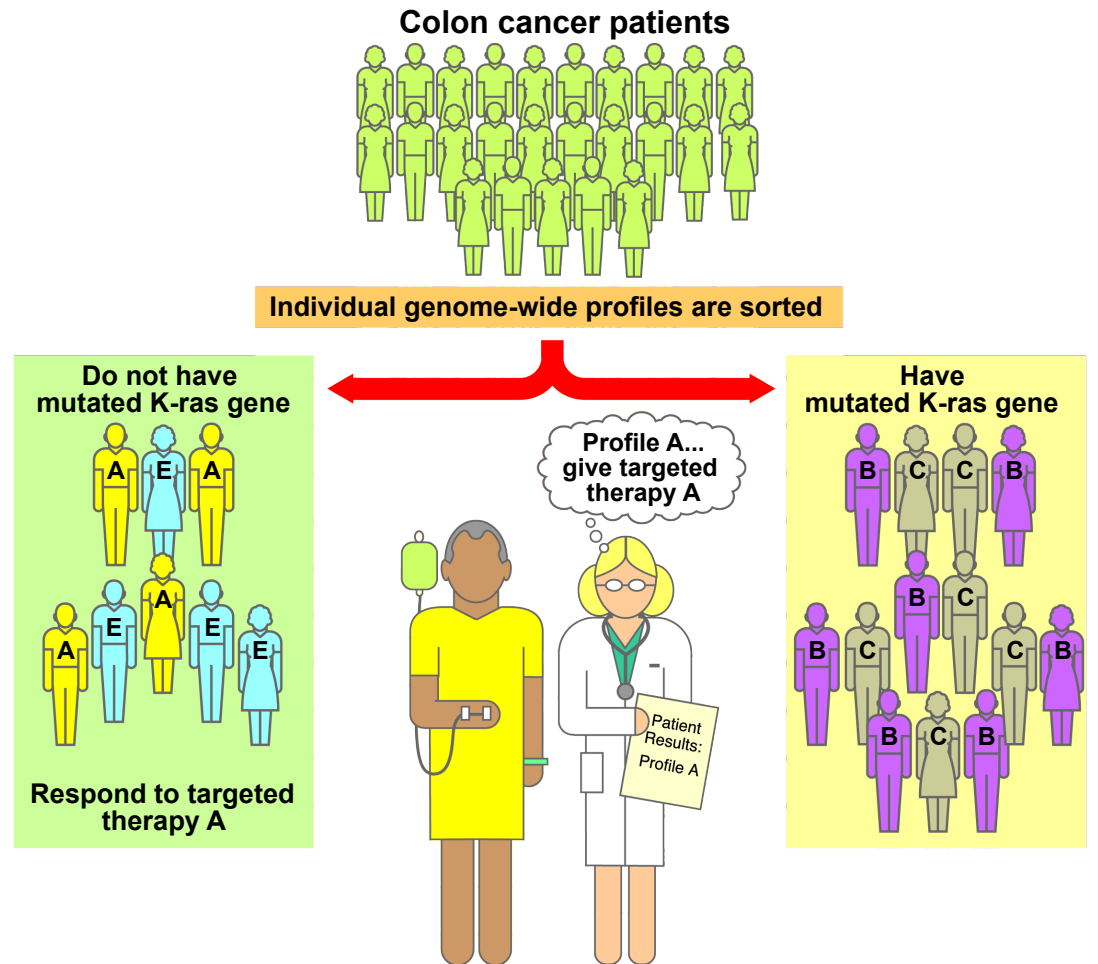 Colon cancer patients
Individual genome-wide profiles are sorted
Do not have
mutated K-ras gene
A E A
A
E E
A E
Respond to targeted
therapy A
Profile A...
give targeted
therapy A
Patient
Results:
Profile A
Have
mutated K-ras gene
B C C B
B C
B C C B
B C B